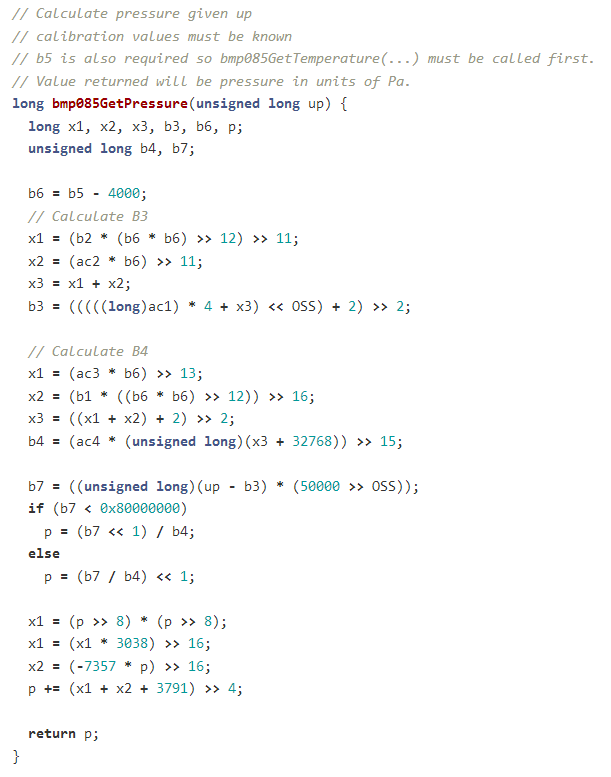 // Calculate pressure given up
// calibration values must be known
// b5 is also required so bmp085GetTemperature(...) must be called first.
// Value returned will be pressure in units of Pa.
long bmp085GetPressure(unsigned long up) {
  long x1, x2, x3, b3, b6, p;
  unsigned long b4, b7;

  b6 = b5 - 4000;
  // Calculate B3
  x1 = (b2 * (b6 * b6) >> 12) >> 11;
  x2 = (ac2 * b6) >> 11;
  x3 = x1 + x2;
  b3 = (((((long)ac1) * 4 + x3) << OSS) + 2) >> 2;

  // Calculate B4
  x1 = (ac3 * b6) >> 13;
  x2 = (b1 * ((b6 * b6) >> 12)) >> 16;
  x3 = ((x1 + x2) + 2) >> 2;
  b4 = (ac4 * (unsigned long)(x3 + 32768)) >> 15;

  b7 = ((unsigned long)(up - b3) * (50000 >> OSS));
  if (b7 < 0x80000000)
    p = (b7 << 1) / b4;
  else
    p = (b7 / b4) << 1;

  x1 = (p >> 8) * (p >> 8);
  x1 = (x1 * 3038) >> 16;
  x2 = (-7357 * p) >> 16;
  p += (x1 + x2 + 3791) >> 4;

  return p;
}